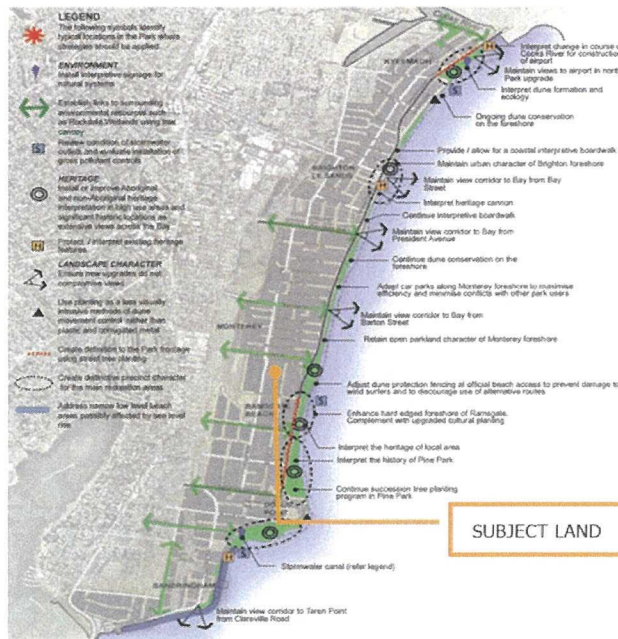 LEGEND
The following symbols identify
typical locations in the Park where
strategies should be applied.
ENVIRONMENT
Install interpretive signage for
natural systems
Establish links to surrounding
environmental resources such
as Rockdale Wetlands using tree
canopy
Review condition of stormwater
outlets and evaluate installation of
gross pollutant controls
HERITAGE
Install or improve Aboriginal
and non-Aboriginal heritage
interpretation in high use areas and
significant historic locations as
extensive views across the Bay
Protect / interpret existing heritage
features.
LANDSCAPE CHARACTER
Ensure new upgrades do not
compromise views
Use planting as a less visually
intrusive methods of dune
movement control rather than
plastic and corrugated metal
Create definition to the Park frontage
using street tree planting
Create distinctive precinct character
for the main recreation areas
Address narrow low level beach
areas possibly affected by sea level
rise
KYEEMAGH
BRIGHTON
LE SANDS
MONTEREY
RAMSGATE
BEACH
POINT
SANDRINGHAM
Interpret change in course of
Cooks River for construction
of airport
Maintain views to airport in north
Park upgrade
Interpret dune formation and
ecology
Ongoing dune conservation
on the foreshore
Provide / allow for a coastal interpretive boardwalk
Maintain urban character of Brighton foreshore
Maintain view corridor to Bay from Bay
Street
Interpret heritage cannon
Continue interpretive boardwalk
Maintain view corridor to Bay from
President Avenue
Continue dune conservation on the
foreshore
Adapt car parks along Monterey foreshore to maximise
efficiency and minimise conflicts with other park users
Maintain view corridor to Bay from
Barton Street
Retain open parkland character of Monterey foreshore
Adjust dune protection fencing at official beach access to prevent damage to
wind surfers and to discourage use of alternative routes
Enhance hard edged foreshore of Ramsgate.
Complement with upgraded cultural planting
Interpret the heritage of local area
Interpret the history of Pine Park
Continue succession tree planting
program in Pine Park
SUBJECT LAND
Stormwater canal (refer legend)
Maintain view corridor to Taren Point
from Clareville Road